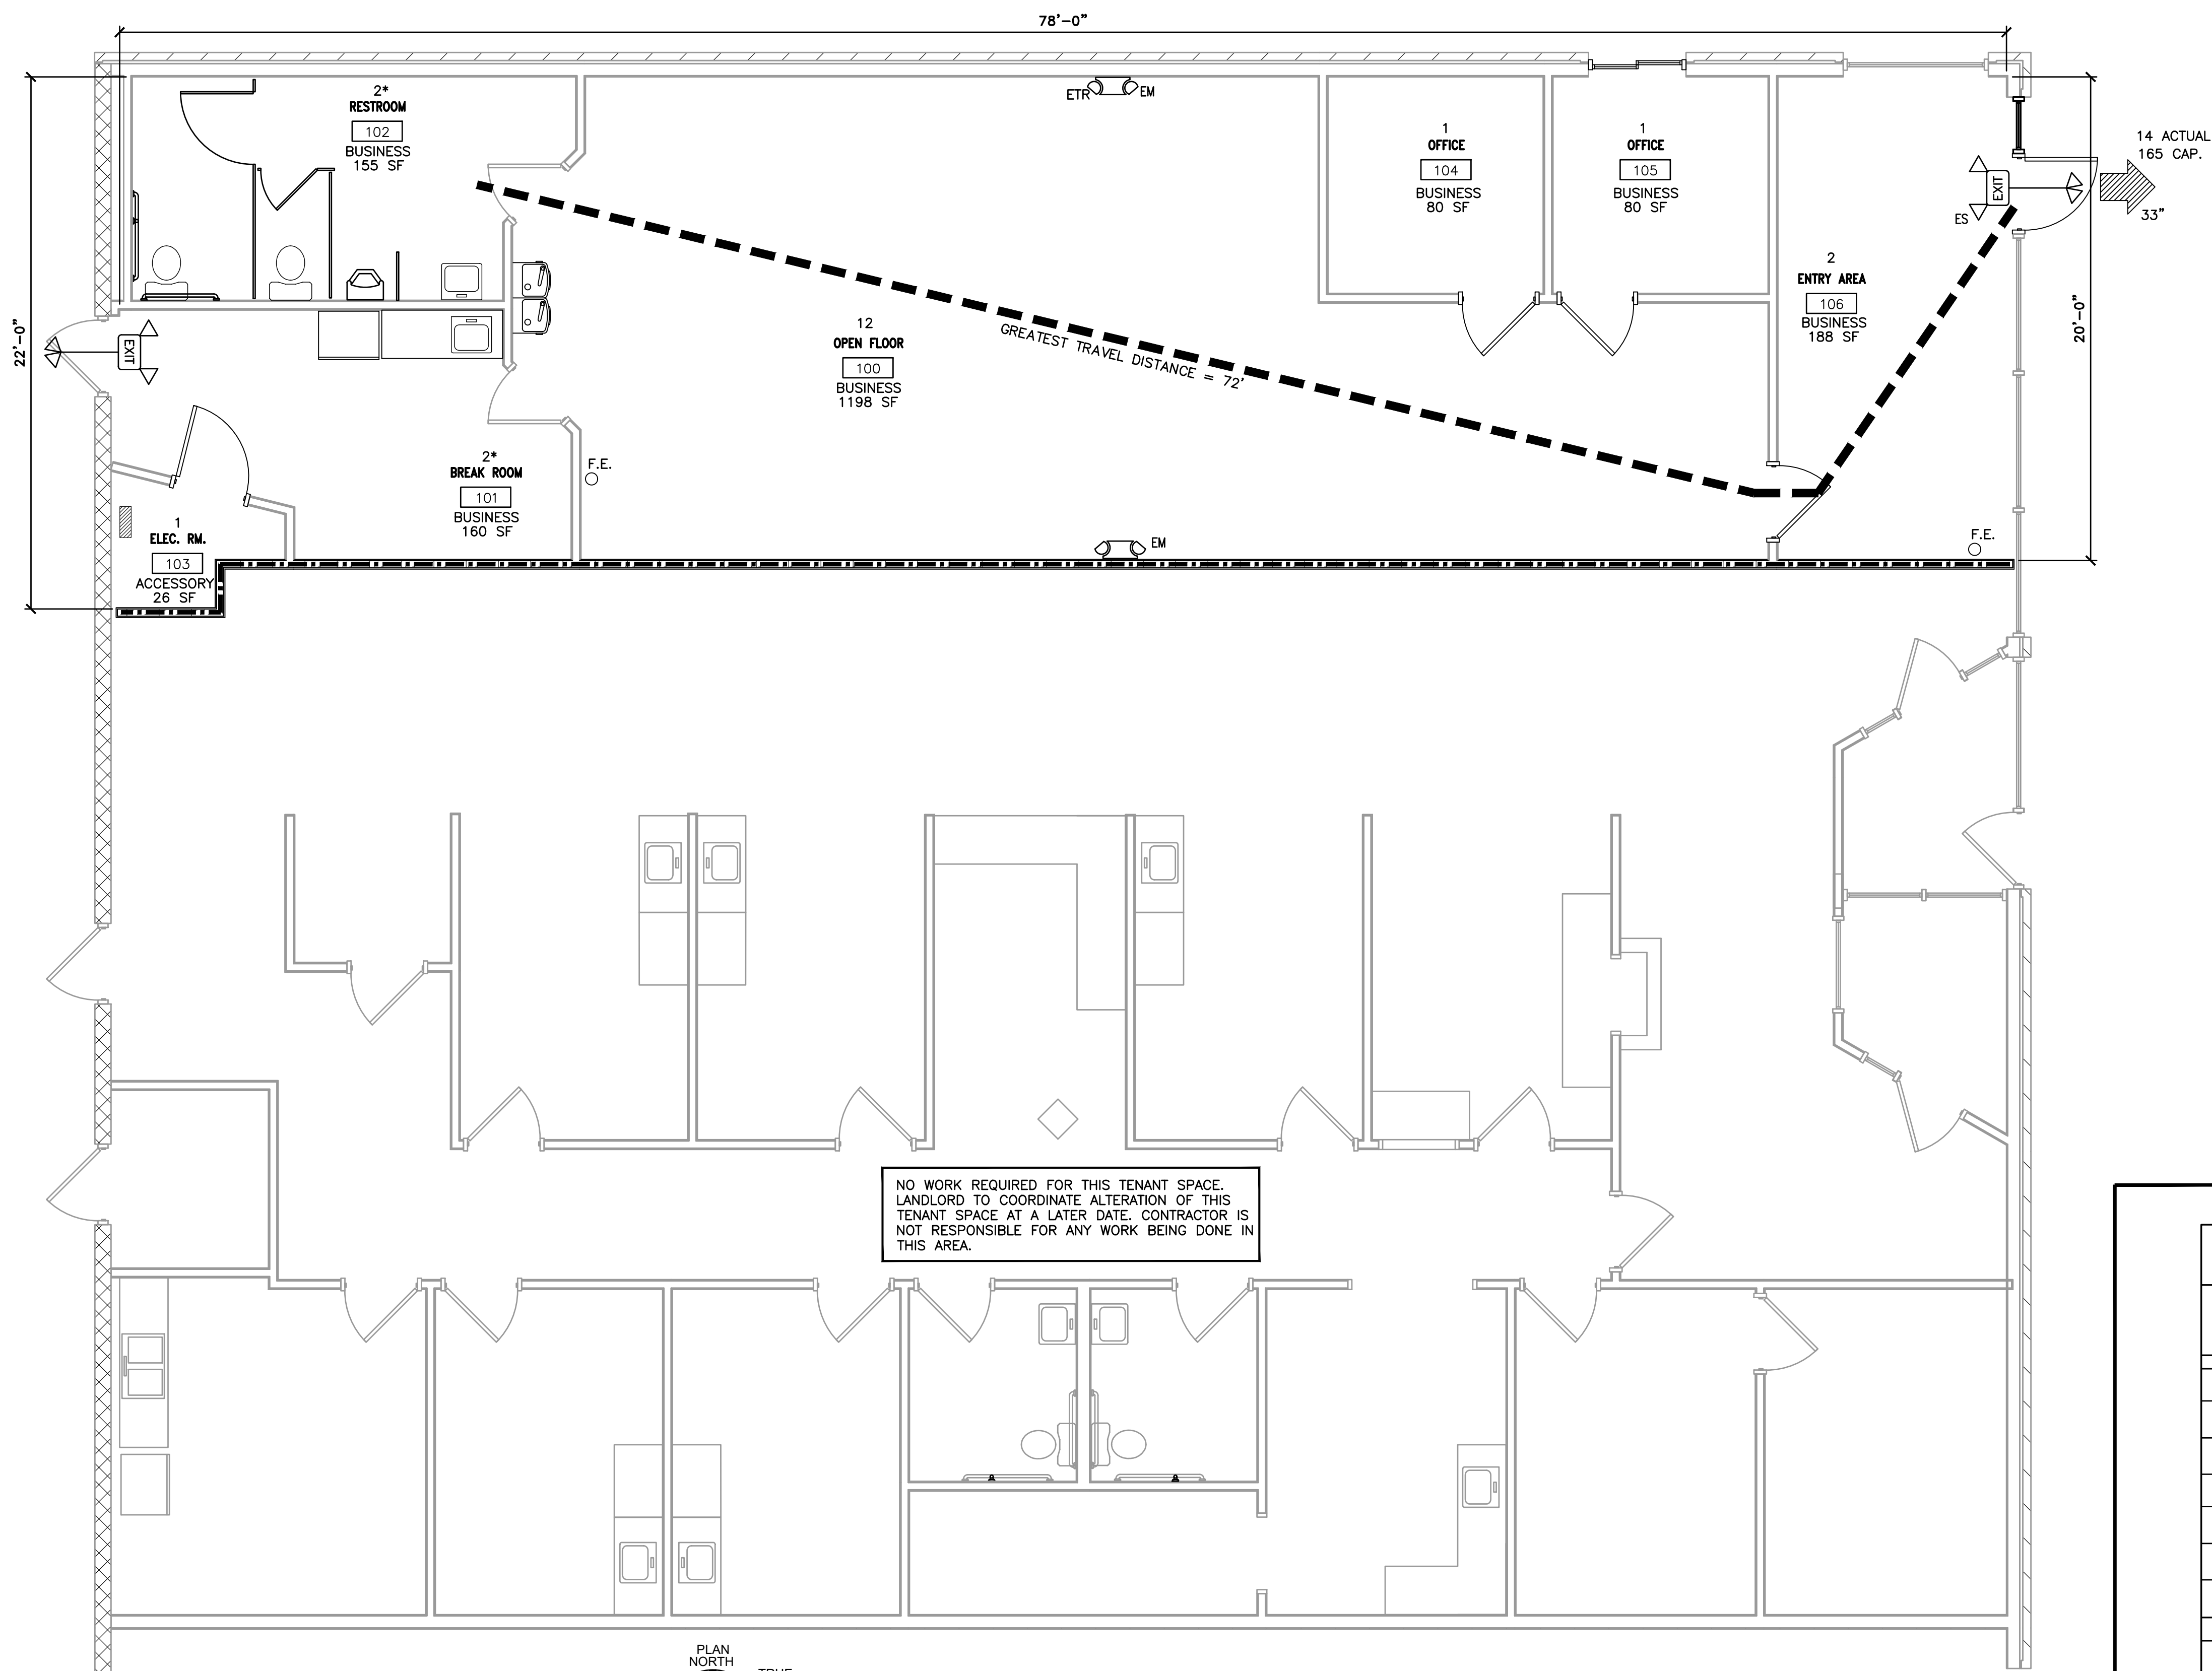 78'-0"
2*
RESTROOM
102
BUSINESS
155 SF
ETR
EM
1
OFFICE
104
BUSINESS
80 SF
1
OFFICE
105
BUSINESS
80 SF
14 ACTUAL
165 CAP.
EXIT
ES
33"
2
ENTRY AREA
106
BUSINESS
188 SF
20'-0"
22'-0"
EXIT
12
OPEN FLOOR
100
BUSINESS
1198 SF
GREATEST TRAVEL DISTANCE = 72'
2*
BREAK ROOM
101
BUSINESS
160 SF
F.E.
1
ELEC. RM.
103
ACCESSORY
26 SF
EM
F.E.
NO WORK REQUIRED FOR THIS TENANT SPACE.
LANDLORD TO COORDINATE ALTERATION OF THIS
TENANT SPACE AT A LATER DATE. CONTRACTOR IS
NOT RESPONSIBLE FOR ANY WORK BEING DONE IN
THIS AREA.
PLAN
NORTH
TRUE